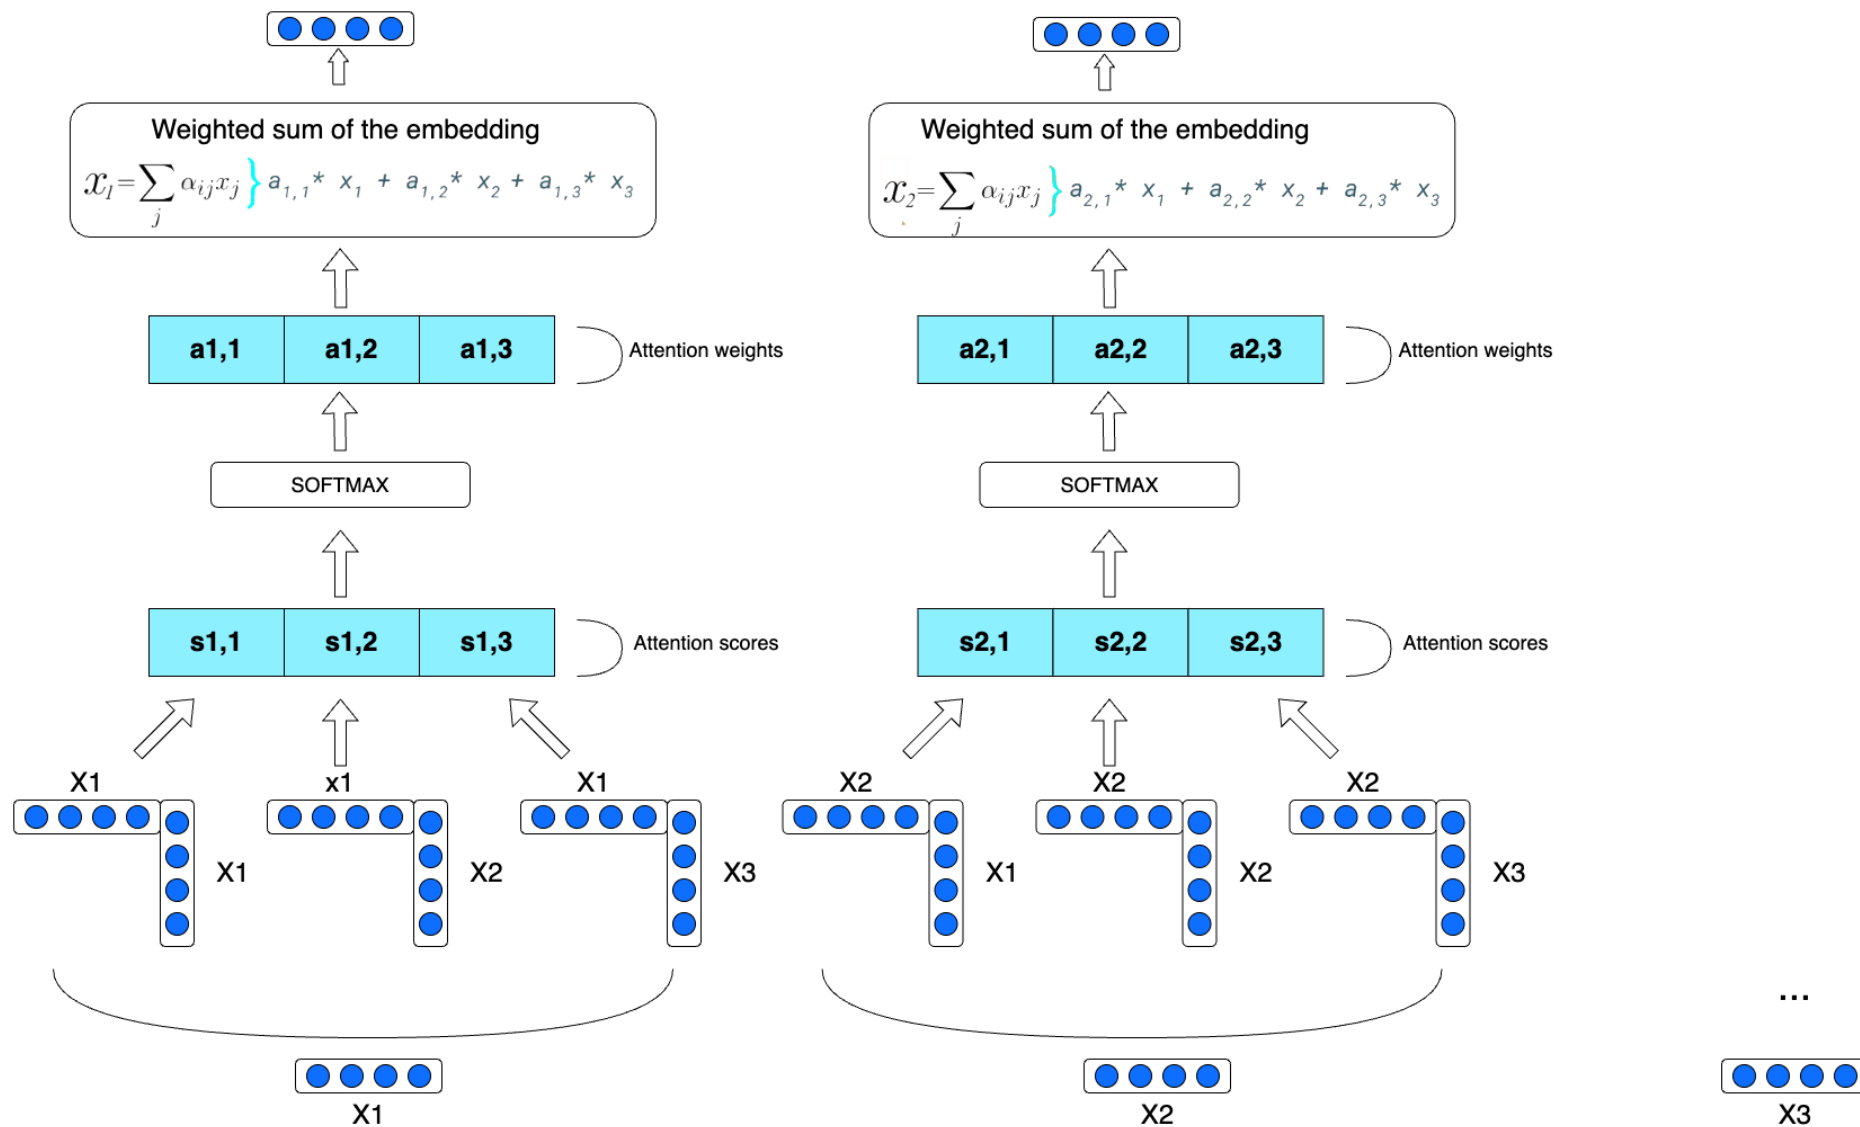 Weighted sum of the embedding
x₁=∑ⱼ αᵢⱼxⱼ } a₁,₁* x₁ + a₁,₂* x₂ + a₁,₃* x₃
a1,1 a1,2 a1,3
Attention weights
SOFTMAX
s1,1 s1,2 s1,3
Attention scores
X1 x1 X1
X1 X2 X3
X1
Weighted sum of the embedding
x₂=∑ⱼ αᵢⱼxⱼ } a₂,₁* x₁ + a₂,₂* x₂ + a₂,₃* x₃
a2,1 a2,2 a2,3
Attention weights
SOFTMAX
s2,1 s2,2 s2,3
Attention scores
X2 X2 X2
X1 X2 X3
X2
...
X3